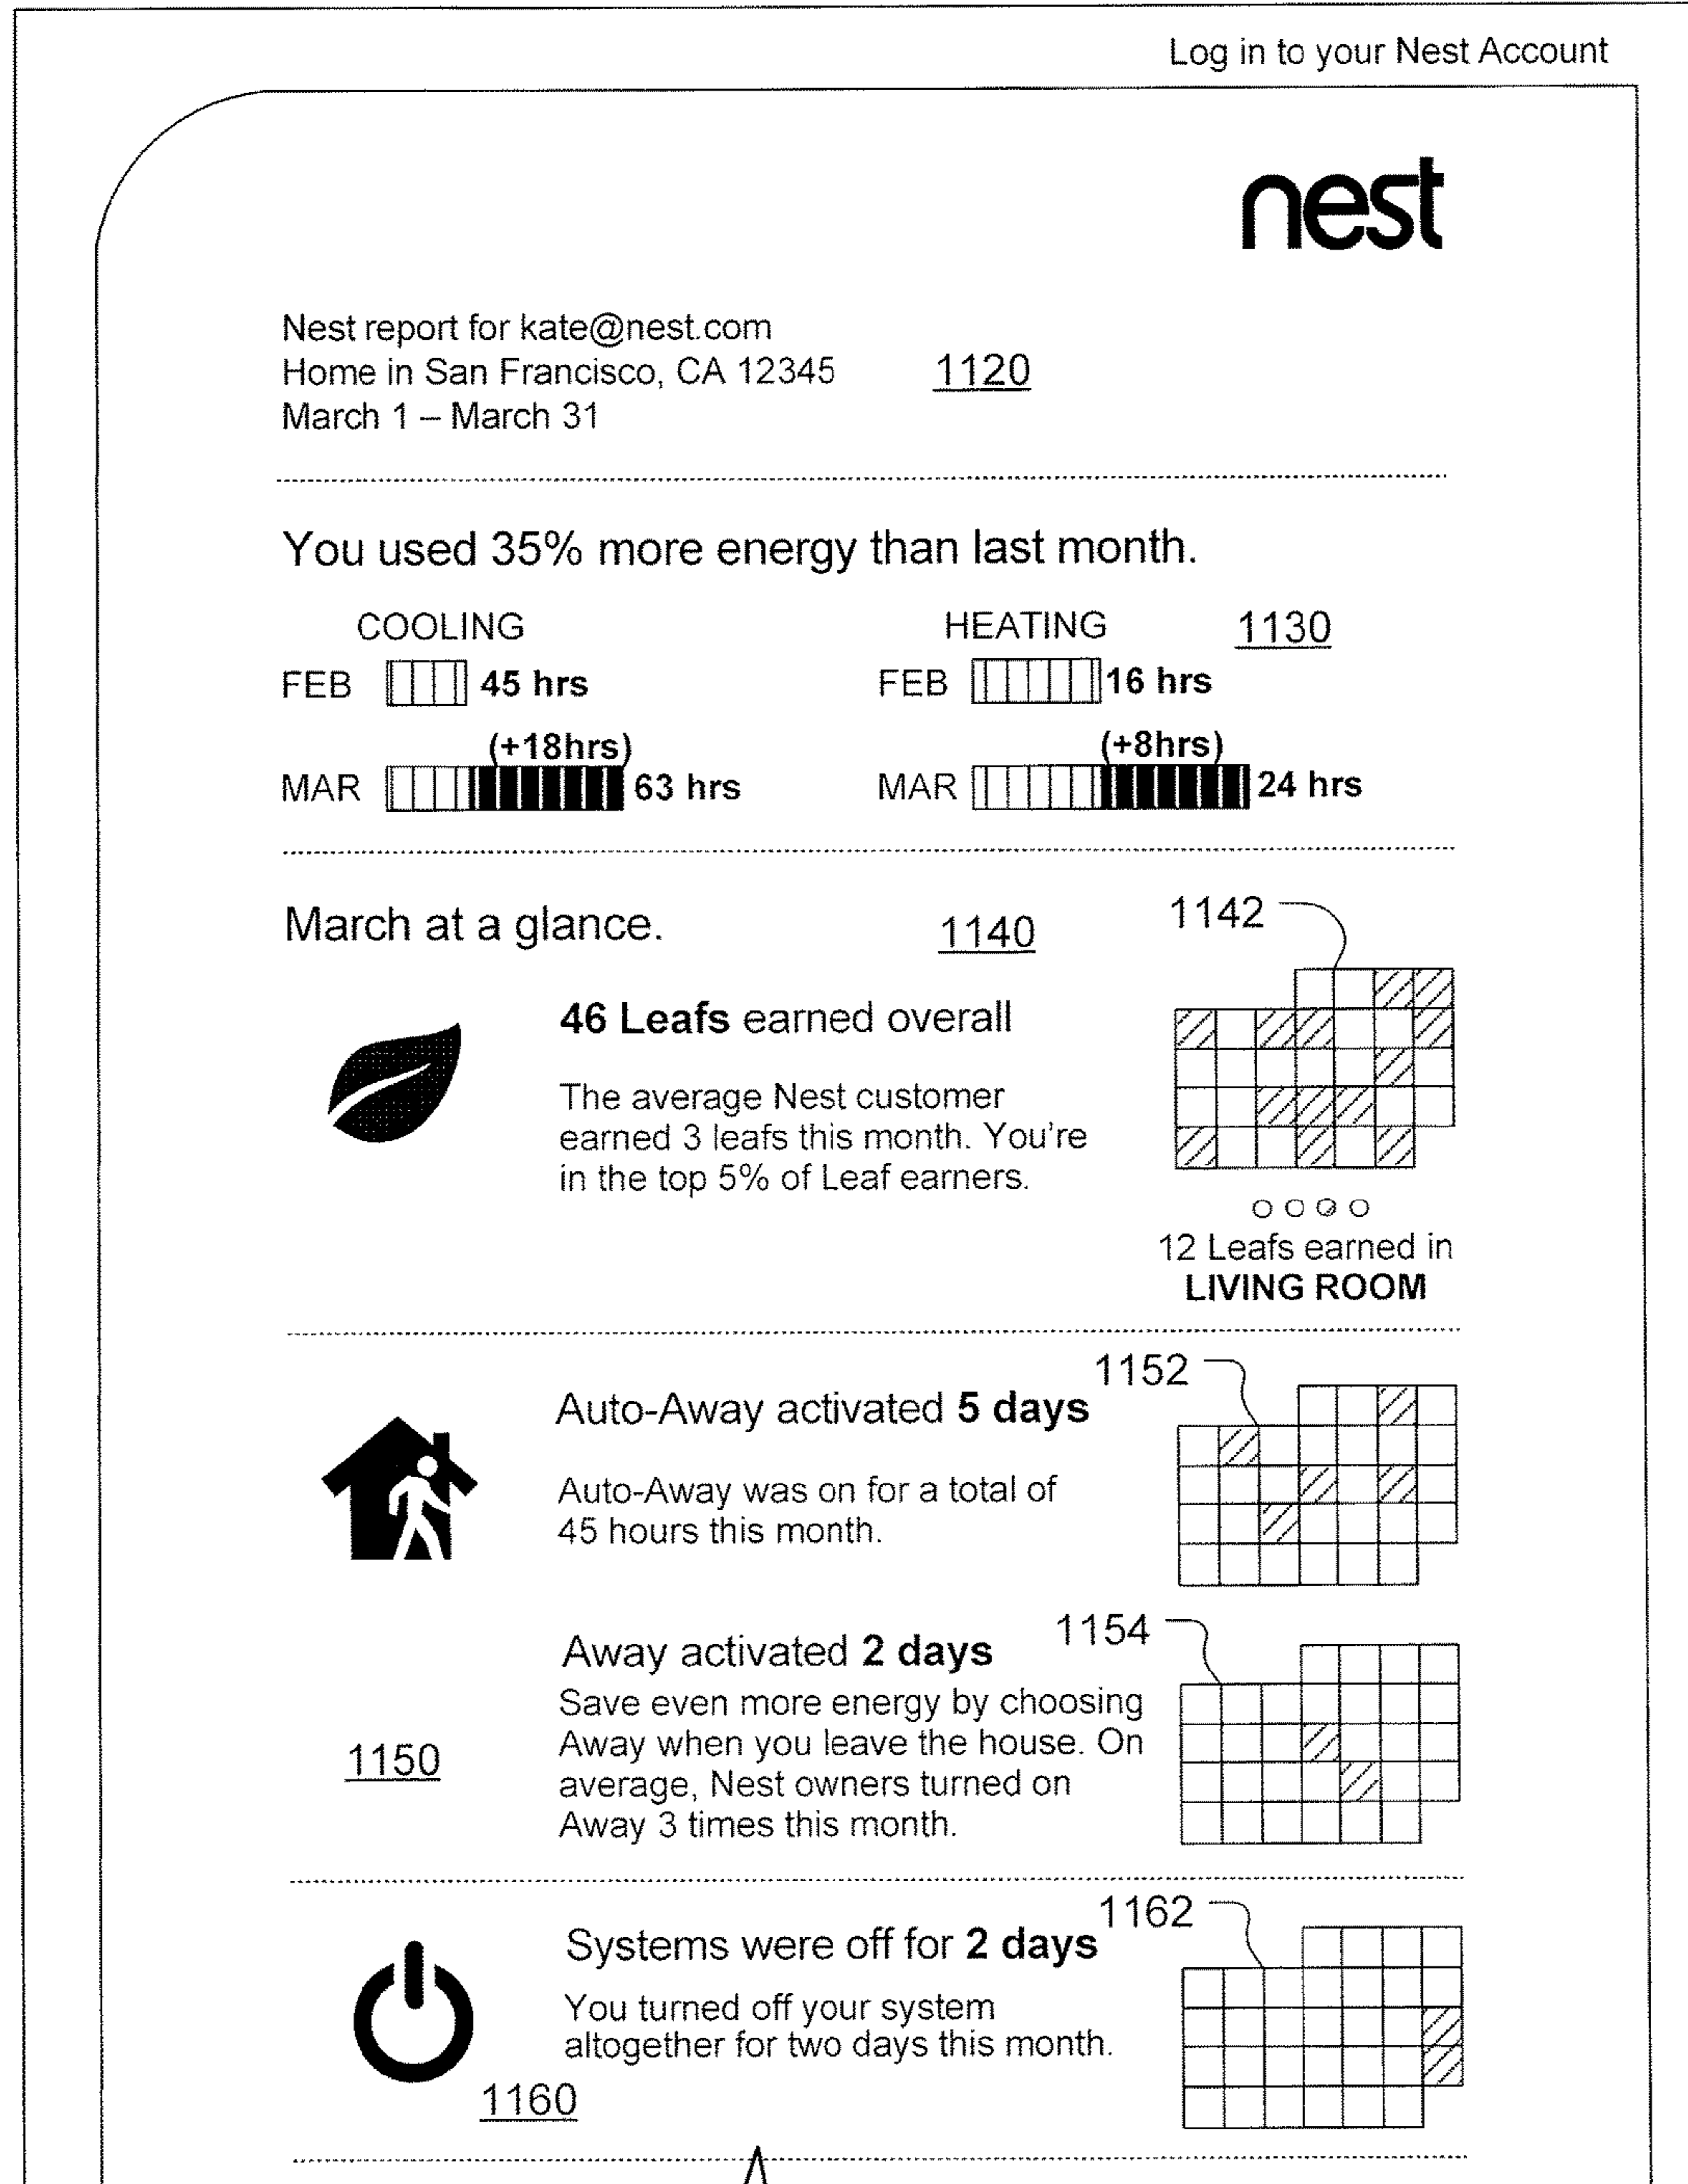 Log in to your Nest Account
nest
Nest report for kate@nest.com
Home in San Francisco, CA 12345
1120
March 1 – March 31
You used 35% more energy than last month.
COOLING
HEATING
1130
FEB
45 hrs
FEB
16 hrs
(+18hrs)
(+8hrs)
MAR
63 hrs
MAR
24 hrs
March at a glance.
1140
1142
46 Leafs earned overall
The average Nest customer
earned 3 leafs this month. You're
in the top 5% of Leaf earners.
12 Leafs earned in
LIVING ROOM
1152
Auto-Away activated 5 days
Auto-Away was on for a total of
45 hours this month.
1154
Away activated 2 days
Save even more energy by choosing
Away when you leave the house. On
average, Nest owners turned on
Away 3 times this month.
1150
1162
Systems were off for 2 days
You turned off your system
altogether for two days this month.
1160